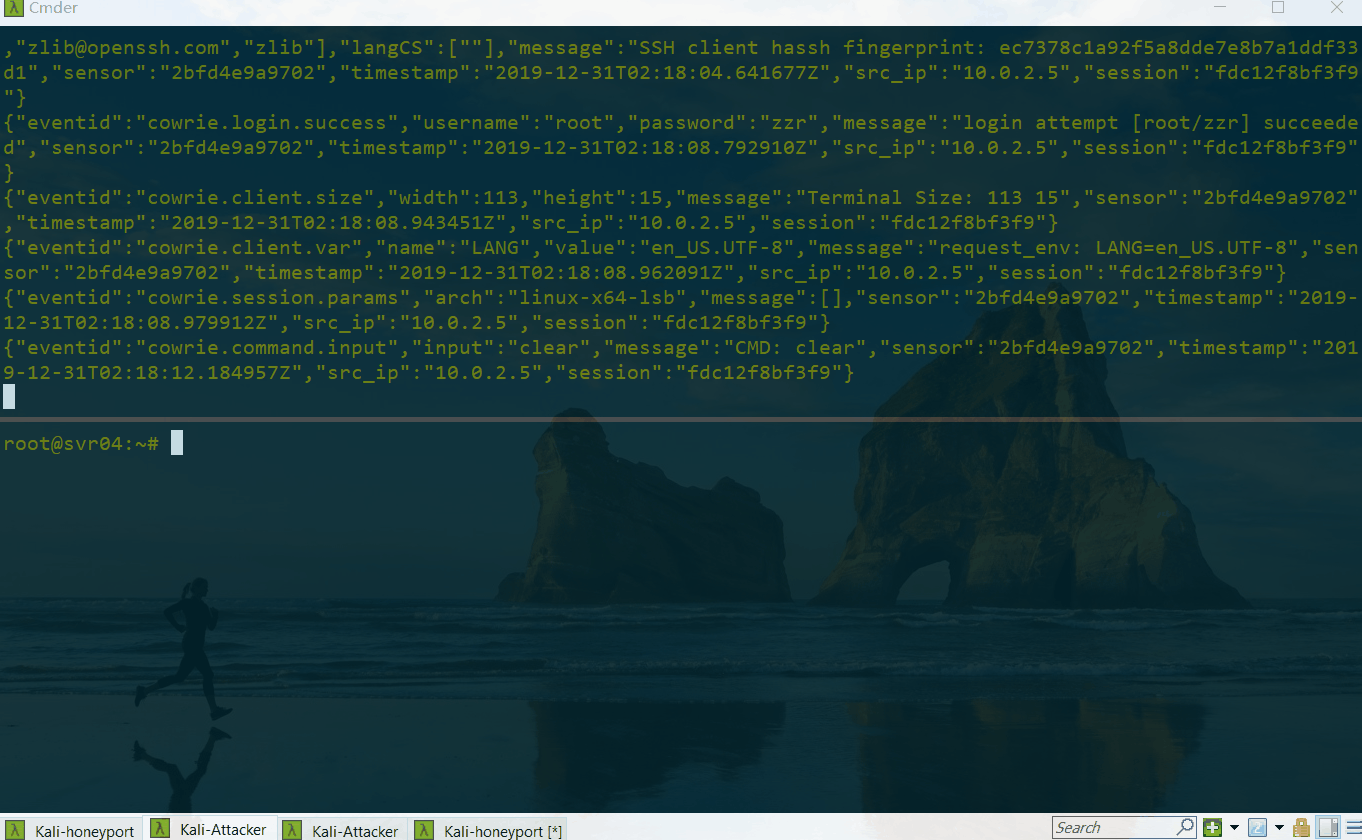 Cmder
,"zlib@openssh.com","zlib"],"langCS":[""],"message":"SSH client hassh fingerprint: ec7378c1a92f5a8dde7e8b7a1ddf33
d1","sensor":"2bfd4e9a9702","timestamp":"2019-12-31T02:18:04.641677Z","src_ip":"10.0.2.5","session":"fdc12f8bf3f9
"}
{"eventid":"cowrie.login.success","username":"root","password":"zzr","message":"login attempt [root/zzr] succeede
d","sensor":"2bfd4e9a9702","timestamp":"2019-12-31T02:18:08.792910Z","src_ip":"10.0.2.5","session":"fdc12f8bf3f9"
}
{"eventid":"cowrie.client.size","width":113,"height":15,"message":"Terminal Size: 113 15","sensor":"2bfd4e9a9702"
,"timestamp":"2019-12-31T02:18:08.943451Z","src_ip":"10.0.2.5","session":"fdc12f8bf3f9"}
{"eventid":"cowrie.client.var","name":"LANG","value":"en_US.UTF-8","message":"request_env: LANG=en_US.UTF-8","sen
sor":"2bfd4e9a9702","timestamp":"2019-12-31T02:18:08.962091Z","src_ip":"10.0.2.5","session":"fdc12f8bf3f9"}
{"eventid":"cowrie.session.params","arch":"linux-x64-lsb","message":[],"sensor":"2bfd4e9a9702","timestamp":"2019-
12-31T02:18:08.979912Z","src_ip":"10.0.2.5","session":"fdc12f8bf3f9"}
{"eventid":"cowrie.command.input","input":"clear","message":"CMD: clear","sensor":"2bfd4e9a9702","timestamp":"201
9-12-31T02:18:12.184957Z","src_ip":"10.0.2.5","session":"fdc12f8bf3f9"}
root@svr04:~#
Kali-honeyport Kali-Attacker Kali-Attacker Kali-honeyport [*] Search